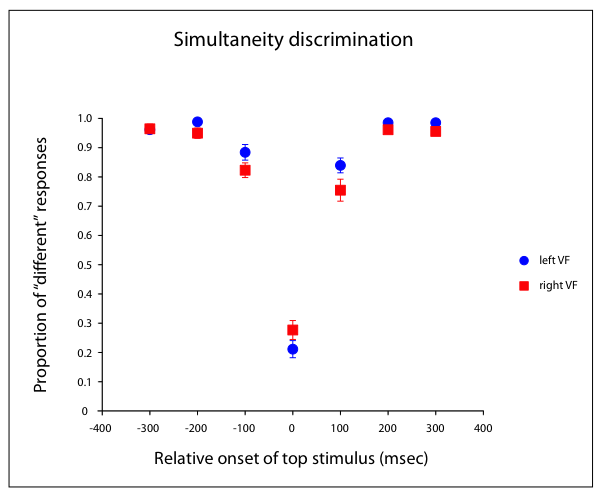 Simultaneity discrimination
Proportion of “different” responses
1.0
0.9
0.8
0.7
0.6
0.5
0.4
0.3
0.2
0.1
0
-400 -300 -200 -100 0 100 200 300 400
Relative onset of top stimulus (msec)
left VF
right VF